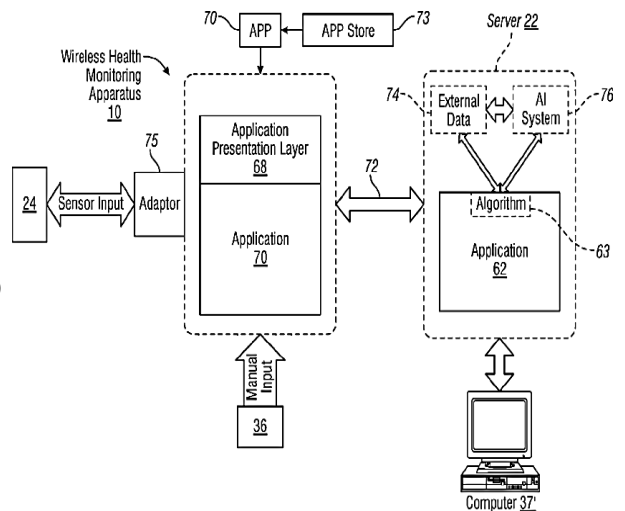 70
APP
APP Store
73
Wireless Health
Monitoring
Apparatus
10
Server 22
74
External
Data
AI
System
76
75
Application
Presentation Layer
68
72
24
Sensor Input
Adaptor
Application
70
Algorithm
Application
62
63
Manual
Input
36
Computer 37'